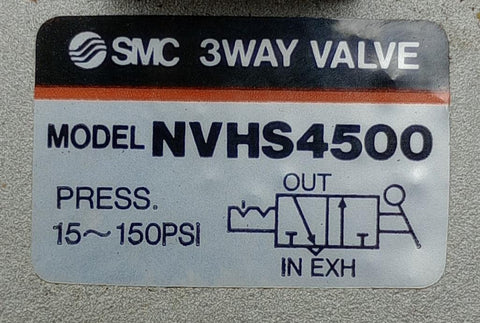 SMC 3WAY VALVE
MODEL NVHS4500
PRESS.
15~150PSI
OUT
IN EXH